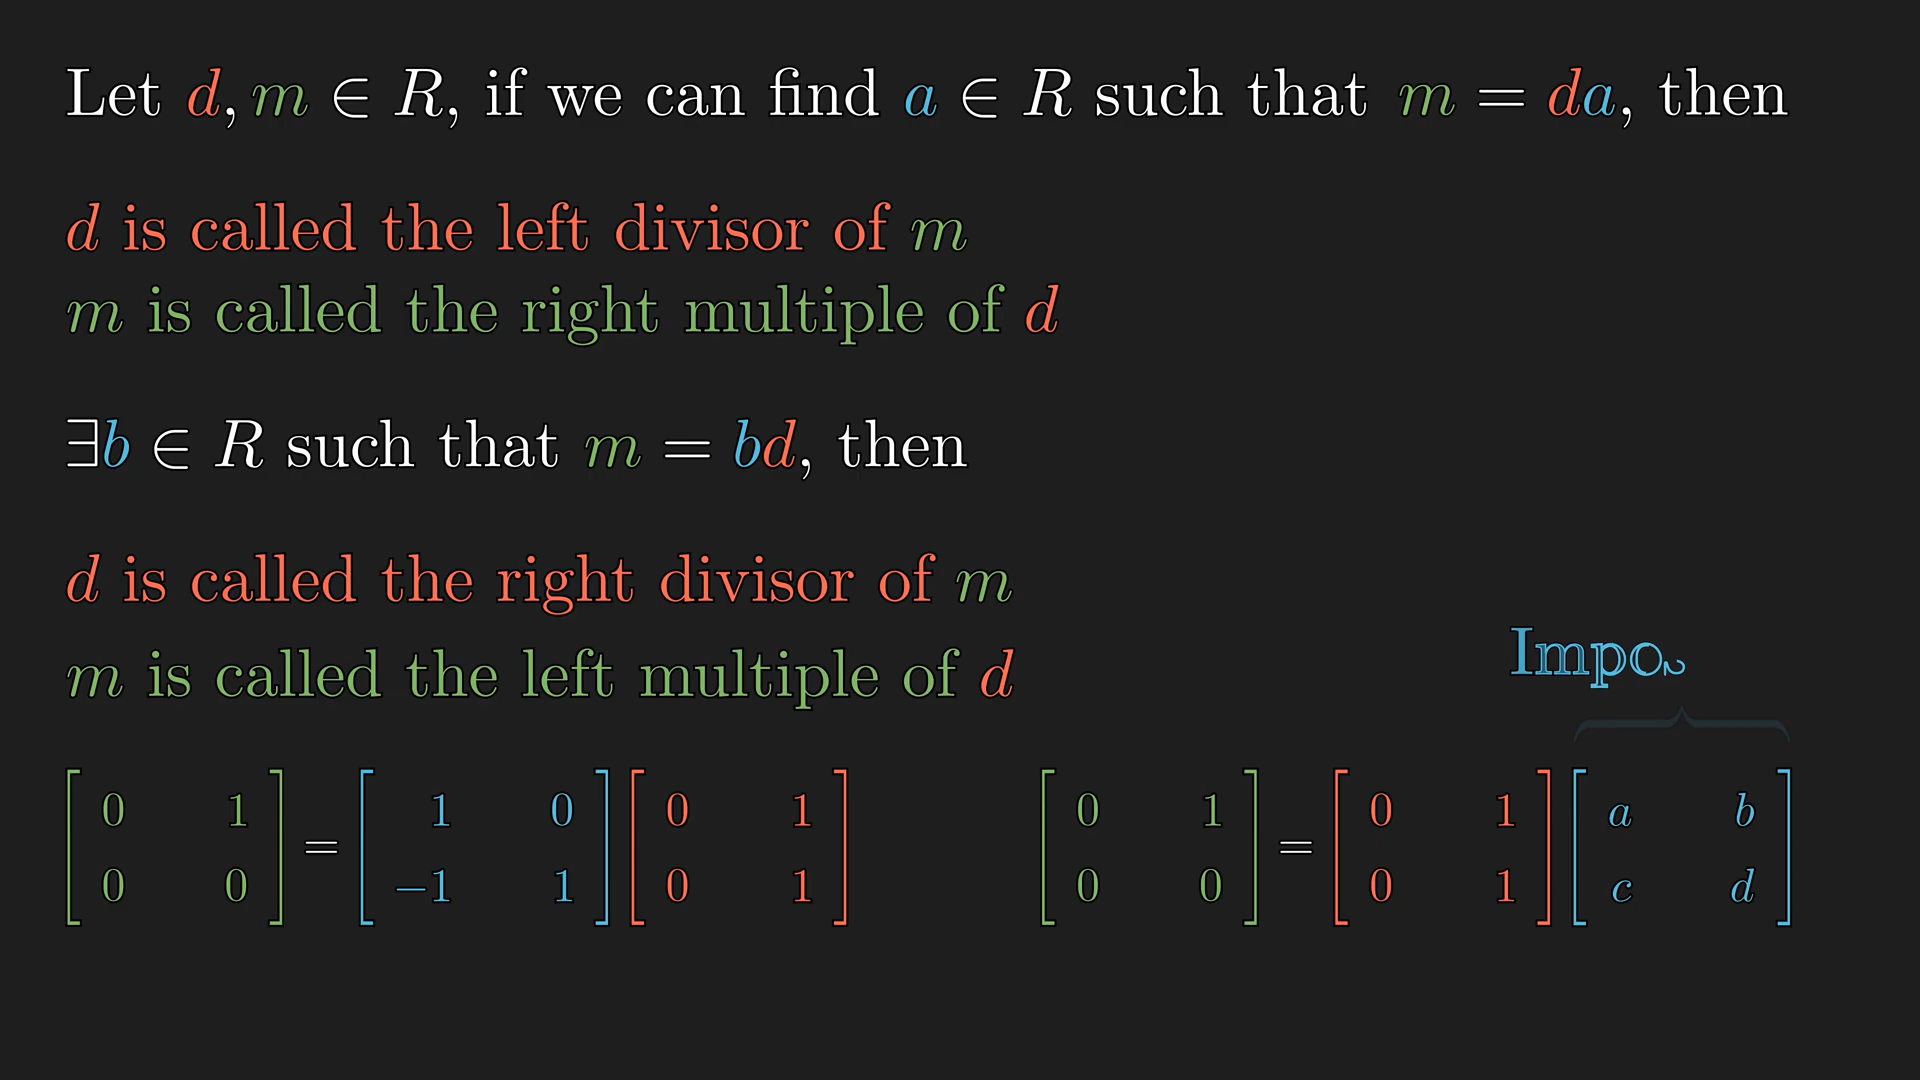 Let d, m ∈ R, if we can find a ∈ R such that m = da, then
d is called the left divisor of m
m is called the right multiple of d
∃b ∈ R such that m = bd, then
d is called the right divisor of m
m is called the left multiple of d
Impo
[0 1; 0 0] = [1 0; −1 1] [0 1; 0 1]
[0 1; 0 0] = [0 1; 0 1] [a b; c d]